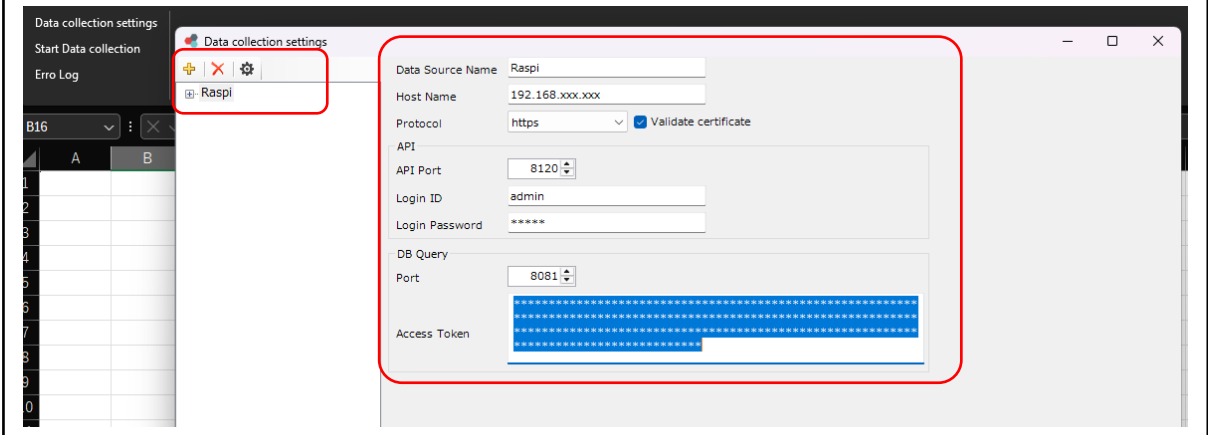 Data collection settings
Start Data collection
Erro Log
Data collection settings
Raspi
Data Source Name Raspi
Host Name 192.168.xxx.xxx
Protocol https Validate certificate
API
API Port 8120
Login ID admin
Login Password *****
DB Query
Port 8081
Access Token
B16
A B
1
2
3
4
5
6
7
8
9